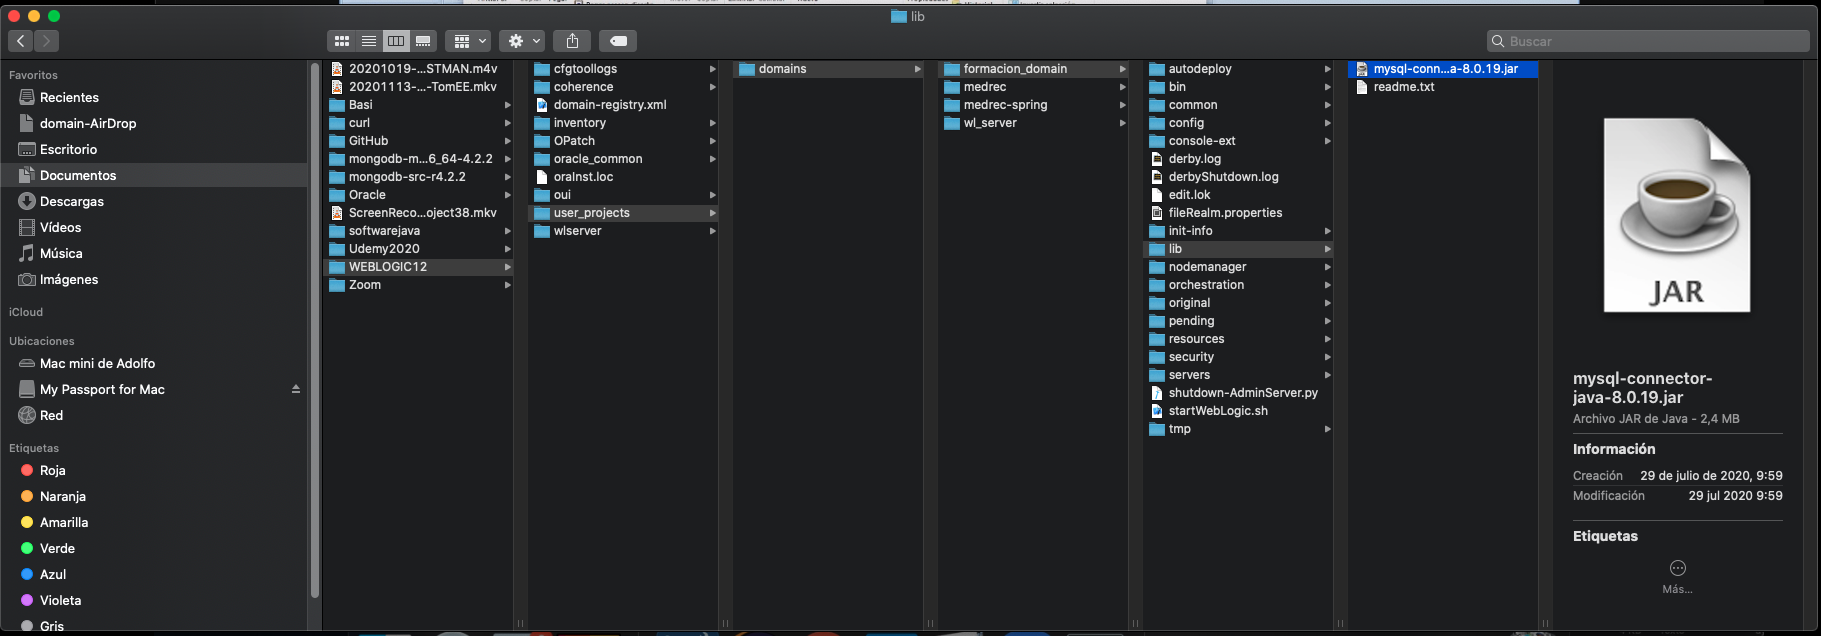 lib
Buscar
Favoritos
Recientes
domain-AirDrop
Escritorio
Documentos
Descargas
Vídeos
Música
Imágenes
iCloud
Ubicaciones
Mac mini de Adolfo
My Passport for Mac
Red
Etiquetas
Roja
Naranja
Amarilla
Verde
Azul
Violeta
Gris
20201019-...STMAN.m4v
20201113-...-TomEE.mkv
Basi
curl
GitHub
mongodb-m...6_64-4.2.2
mongodb-src-r4.2.2
Oracle
ScreenReco...oject38.mkv
softwarejava
Udemy2020
WEBLOGIC12
Zoom
cfgtoollogs
coherence
domain-registry.xml
inventory
OPatch
oracle_common
oraInst.loc
oui
user_projects
wlserver
domains
formacion_domain
medrec
medrec-spring
wl_server
autodeploy
bin
common
config
console-ext
derby.log
derbyShutdown.log
edit.lok
fileRealm.properties
init-info
lib
nodemanager
orchestration
original
pending
resources
security
servers
shutdown-AdminServer.py
startWebLogic.sh
tmp
mysql-conn...a-8.0.19.jar
readme.txt
JAR
mysql-connector-
java-8.0.19.jar
Archivo JAR de Java - 2,4 MB
Información
Creación 29 de julio de 2020, 9:59
Modificación 29 jul 2020 9:59
Etiquetas
Más...